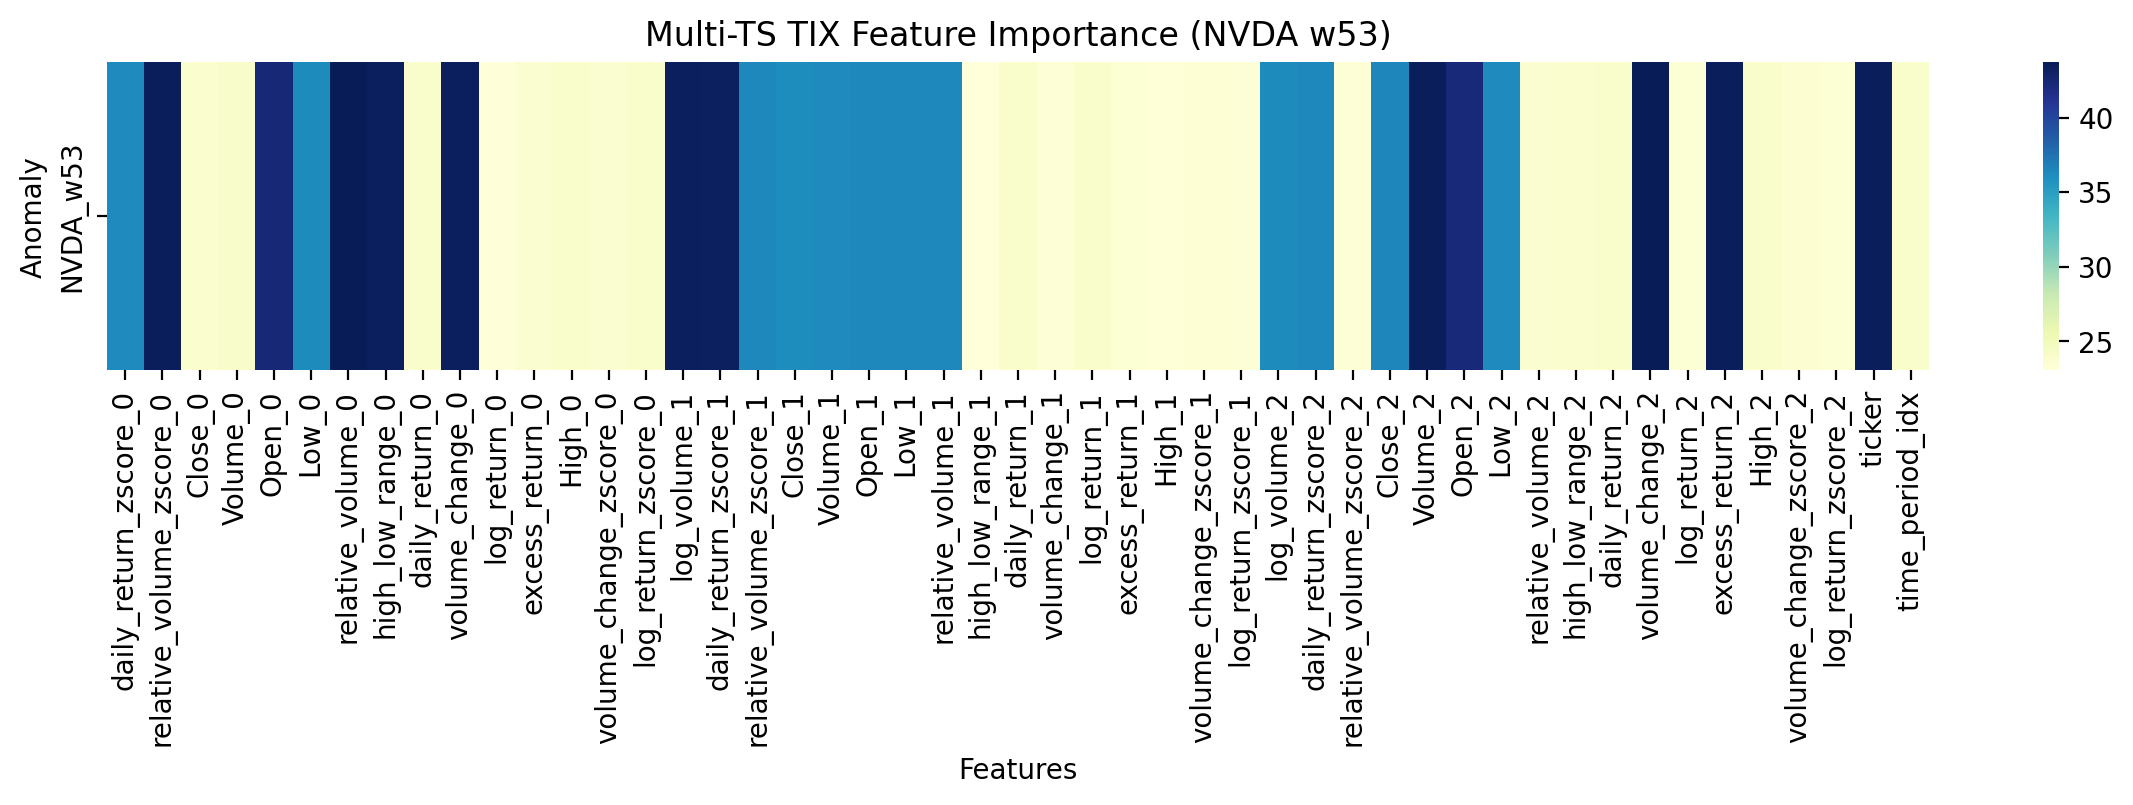 Multi-TS TIX Feature Importance (NVDA w53)
Anomaly
NVDA_w53
40
35
30
25
daily_return_zscore_0
relative_volume_zscore_0
Close_0
Volume_0
Open_0
Low_0
relative_volume_0
high_low_range_0
daily_return_0
volume_change_0
log_return_0
excess_return_0
High_0
volume_change_zscore_0
log_return_zscore_0
log_volume_1
daily_return_zscore_1
relative_volume_zscore_1
Close_1
Volume_1
Open_1
Low_1
relative_volume_1
high_low_range_1
daily_return_1
volume_change_1
log_return_1
excess_return_1
High_1
volume_change_zscore_1
log_return_zscore_1
log_volume_2
daily_return_zscore_2
relative_volume_zscore_2
Close_2
Volume_2
Open_2
Low_2
relative_volume_2
high_low_range_2
daily_return_2
volume_change_2
log_return_2
excess_return_2
High_2
volume_change_zscore_2
log_return_zscore_2
ticker
time_period_idx
Features